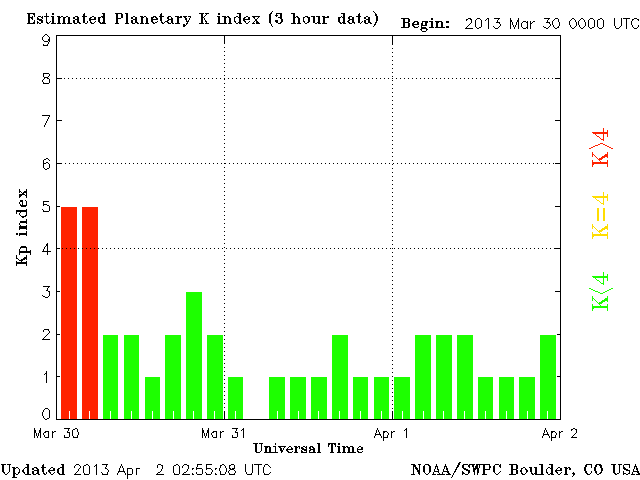 Estimated Planetary K index (3 hour data) Begin: 2013 Mar 30 0000 UTC
9
8
7
6
5
4
3
2
1
0
Kp index
K>4
K=4
K<4
Mar 30 Mar 31 Apr 1 Apr 2
Universal Time
Updated 2013 Apr 2 02:55:08 UTC NOAA/SWPC Boulder, CO USA